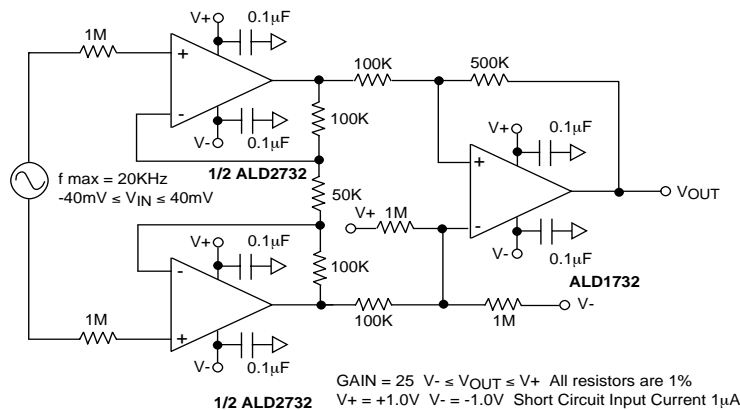 V+
0.1µF
1M
+
-
0.1µF
V-
1/2 ALD2732
100K
500K
100K
50K
100K
f max = 20KHz
-40mV ≤ VIN ≤ 40mV
V+
0.1µF
-
+
1M
V-
0.1µF
1/2 ALD2732
V+
1M
100K
1M
V-
V+
0.1µF
+
-
V-
0.1µF
VOUT
ALD1732
GAIN = 25 V- ≤ VOUT ≤ V+ All resistors are 1%
V+ = +1.0V V- = -1.0V Short Circuit Input Current 1µA